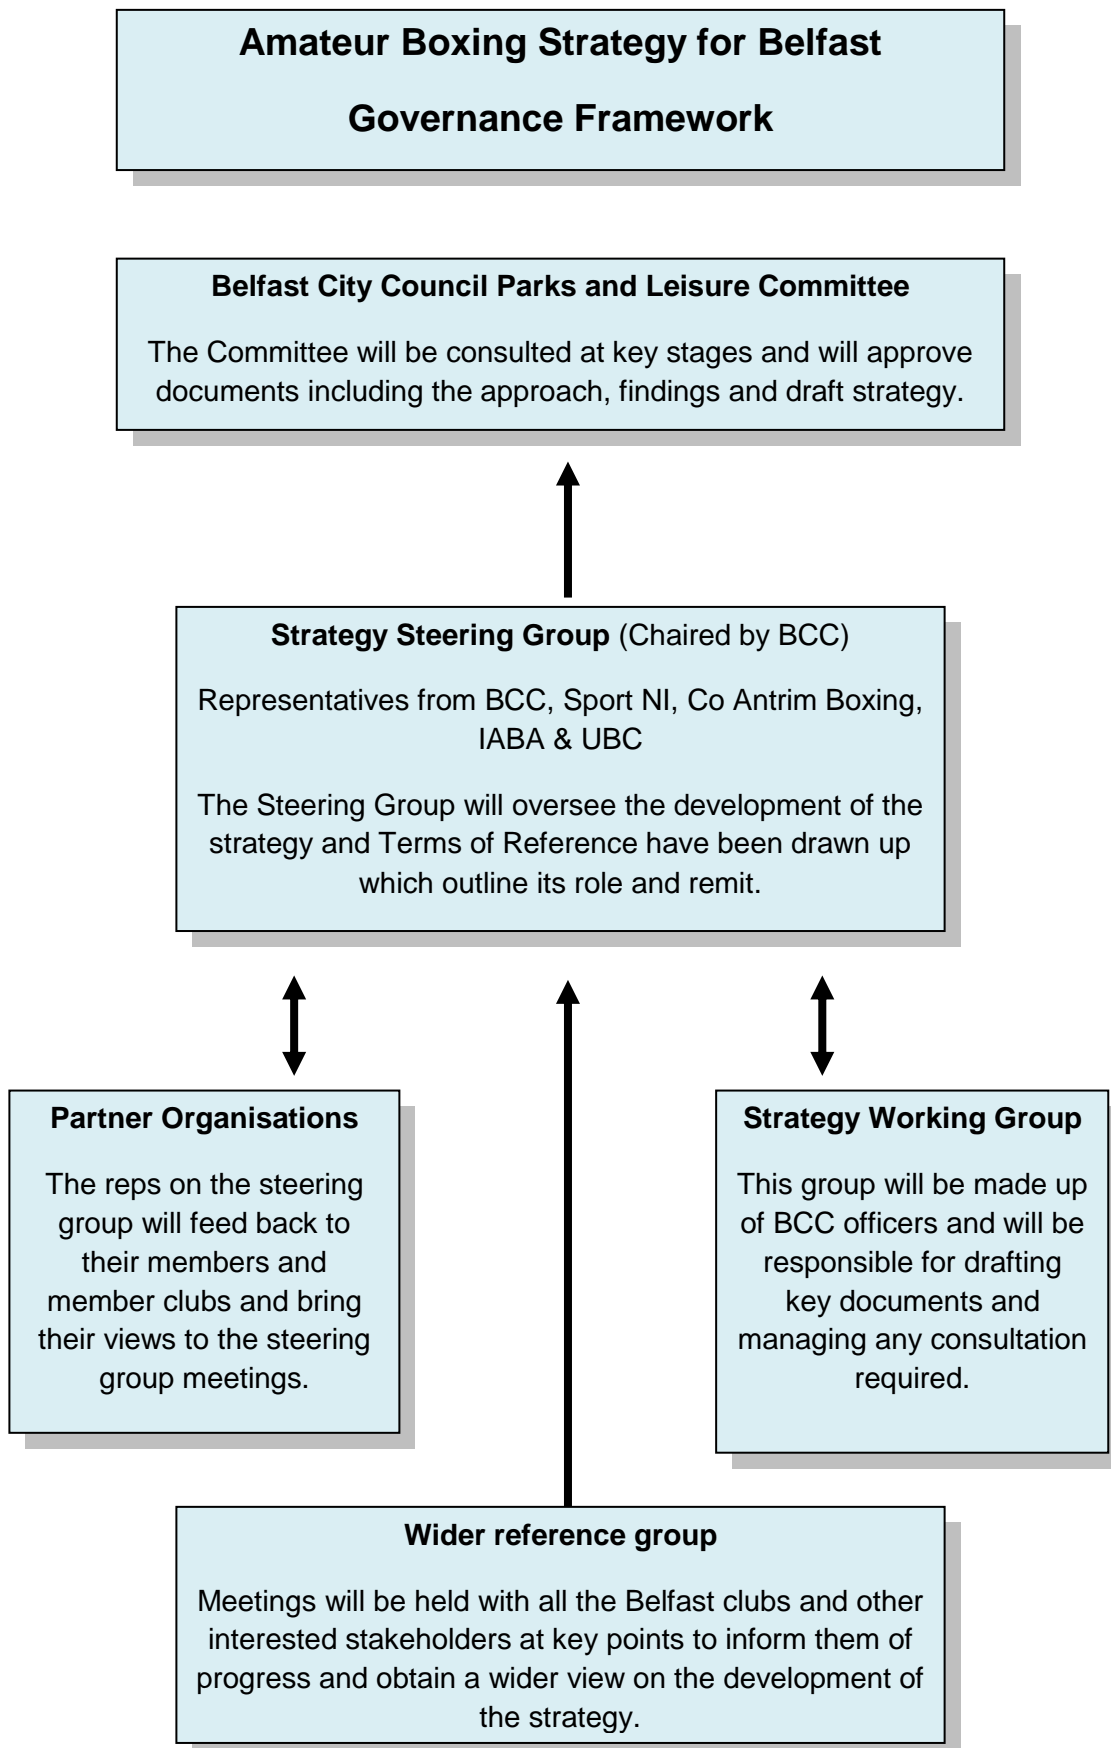 Amateur Boxing Strategy for Belfast
Governance Framework
Belfast City Council Parks and Leisure Committee
The Committee will be consulted at key stages and will approve
documents including the approach, findings and draft strategy.
Strategy Steering Group (Chaired by BCC)
Representatives from BCC, Sport NI, Co Antrim Boxing,
IABA & UBC
The Steering Group will oversee the development of the
strategy and Terms of Reference have been drawn up
which outline its role and remit.
Partner Organisations
The reps on the steering
group will feed back to
their members and
member clubs and bring
their views to the steering
group meetings.
Strategy Working Group
This group will be made up
of BCC officers and will be
responsible for drafting
key documents and
managing any consultation
required.
Wider reference group
Meetings will be held with all the Belfast clubs and other
interested stakeholders at key points to inform them of
progress and obtain a wider view on the development of
the strategy.